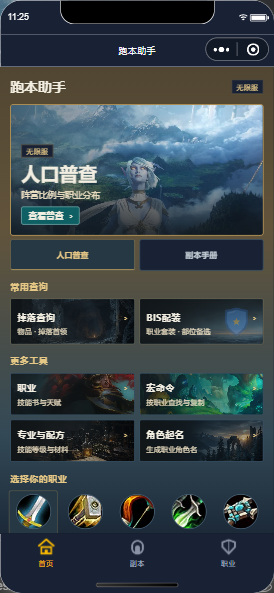 11:25
跑本助手
跑本助手
无限服
无限服
人口普查
阵营比例与职业分布
查看普查 >
人口普查
副本手册
常用查询
掉落查询 >
物品 · 掉落首领
BIS配装 >
职业套装 · 部位备选
更多工具
职业 >
技能书与天赋
宏命令 >
按职业查找与复制
专业与配方 >
技能等级与材料
角色起名 >
生成职业角色名
选择你的职业
首页
副本
职业